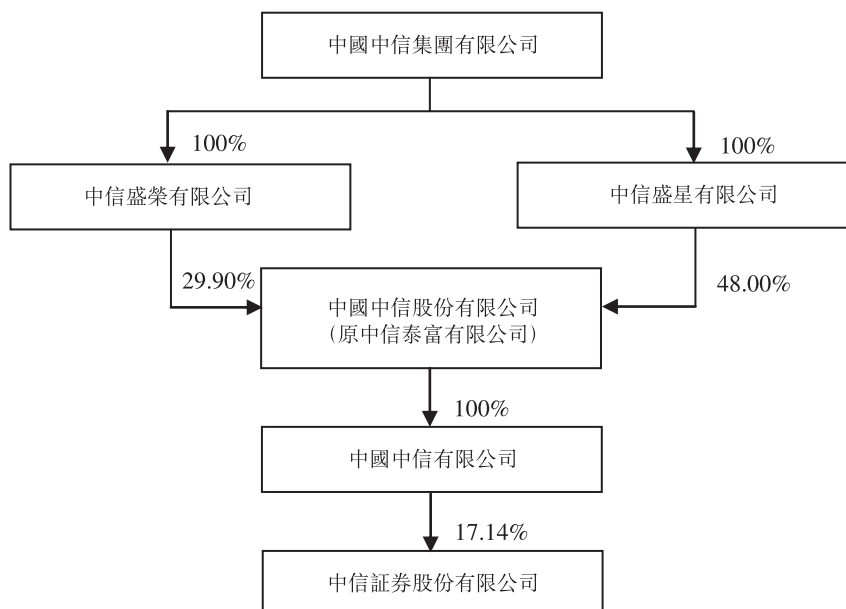 中國中信集團有限公司
100%
100%
中信盛榮有限公司
中信盛星有限公司
29.90%
48.00%
中國中信股份有限公司
(原中信泰富有限公司)
100%
中國中信有限公司
17.14%
中信証券股份有限公司